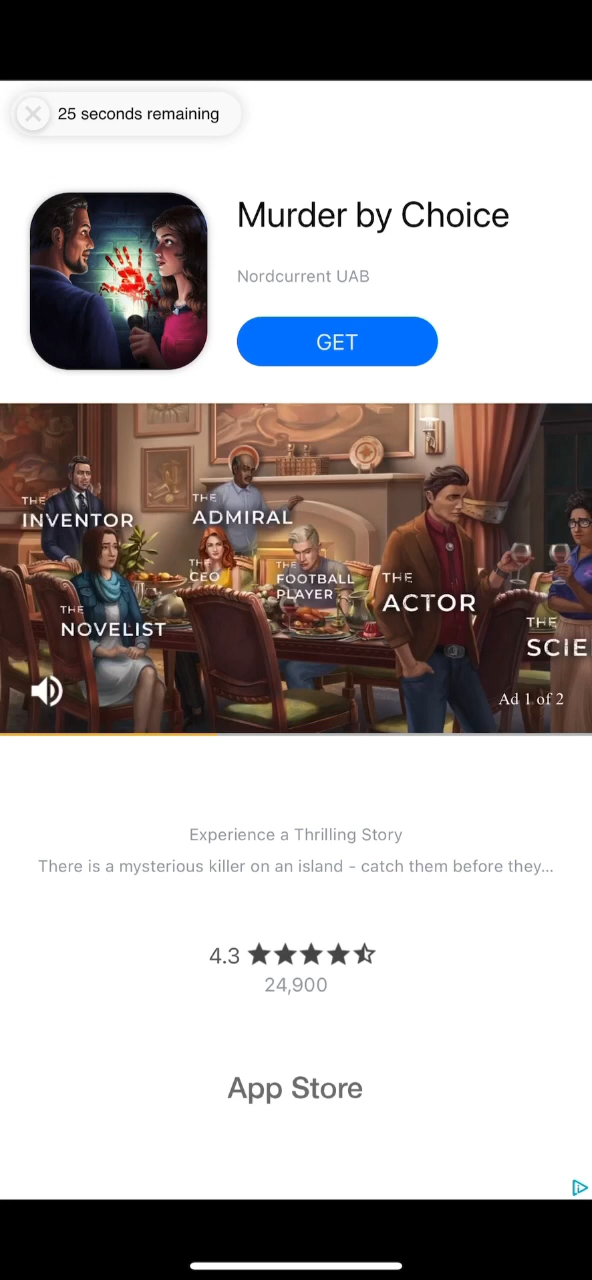 25 seconds remaining
Murder by Choice
Nordcurrent UAB
GET
THE
INVENTOR
THE
ADMIRAL
THE
CEO
THE
FOOTBALL
PLAYER
THE
ACTOR
THE
NOVELIST
THE
SCIE
Ad 1 of 2
Experience a Thrilling Story
There is a mysterious killer on an island - catch them before they...
4.3
24,900
App Store